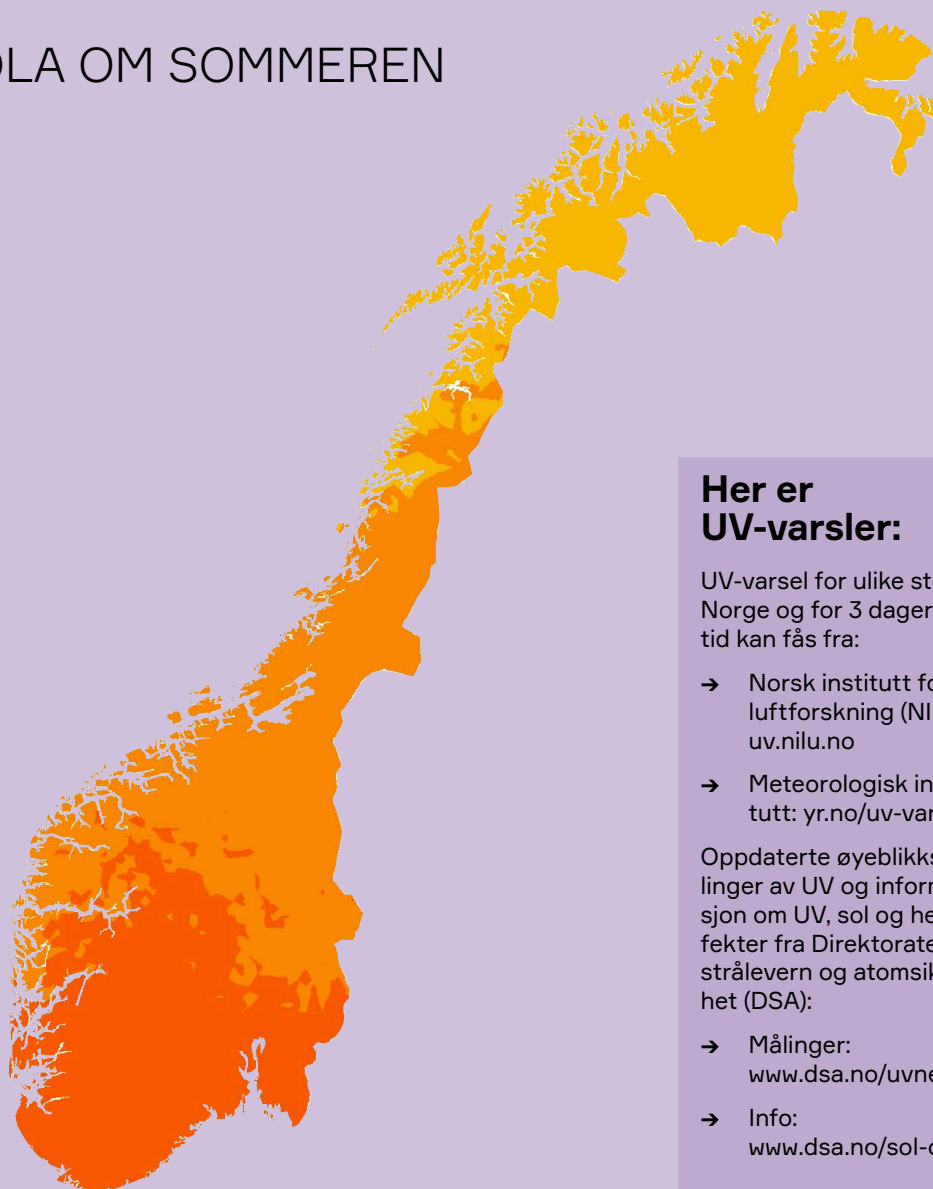 OLA OM SOMMEREN
Her er
UV-varsler:
UV-varsel for ulike st
Norge og for 3 dager
tid kan fås fra:
→ Norsk institutt fo
luftforskning (NI
uv.nilu.no
→ Meteorologisk in
tutt: yr.no/uv-var
Oppdaterte øyeblikks
linger av UV og inform
sjon om UV, sol og he
fekter fra Direktorate
strålevern og atomsik
het (DSA):
→ Målinger:
www.dsa.no/uvne
→ Info:
www.dsa.no/sol-o